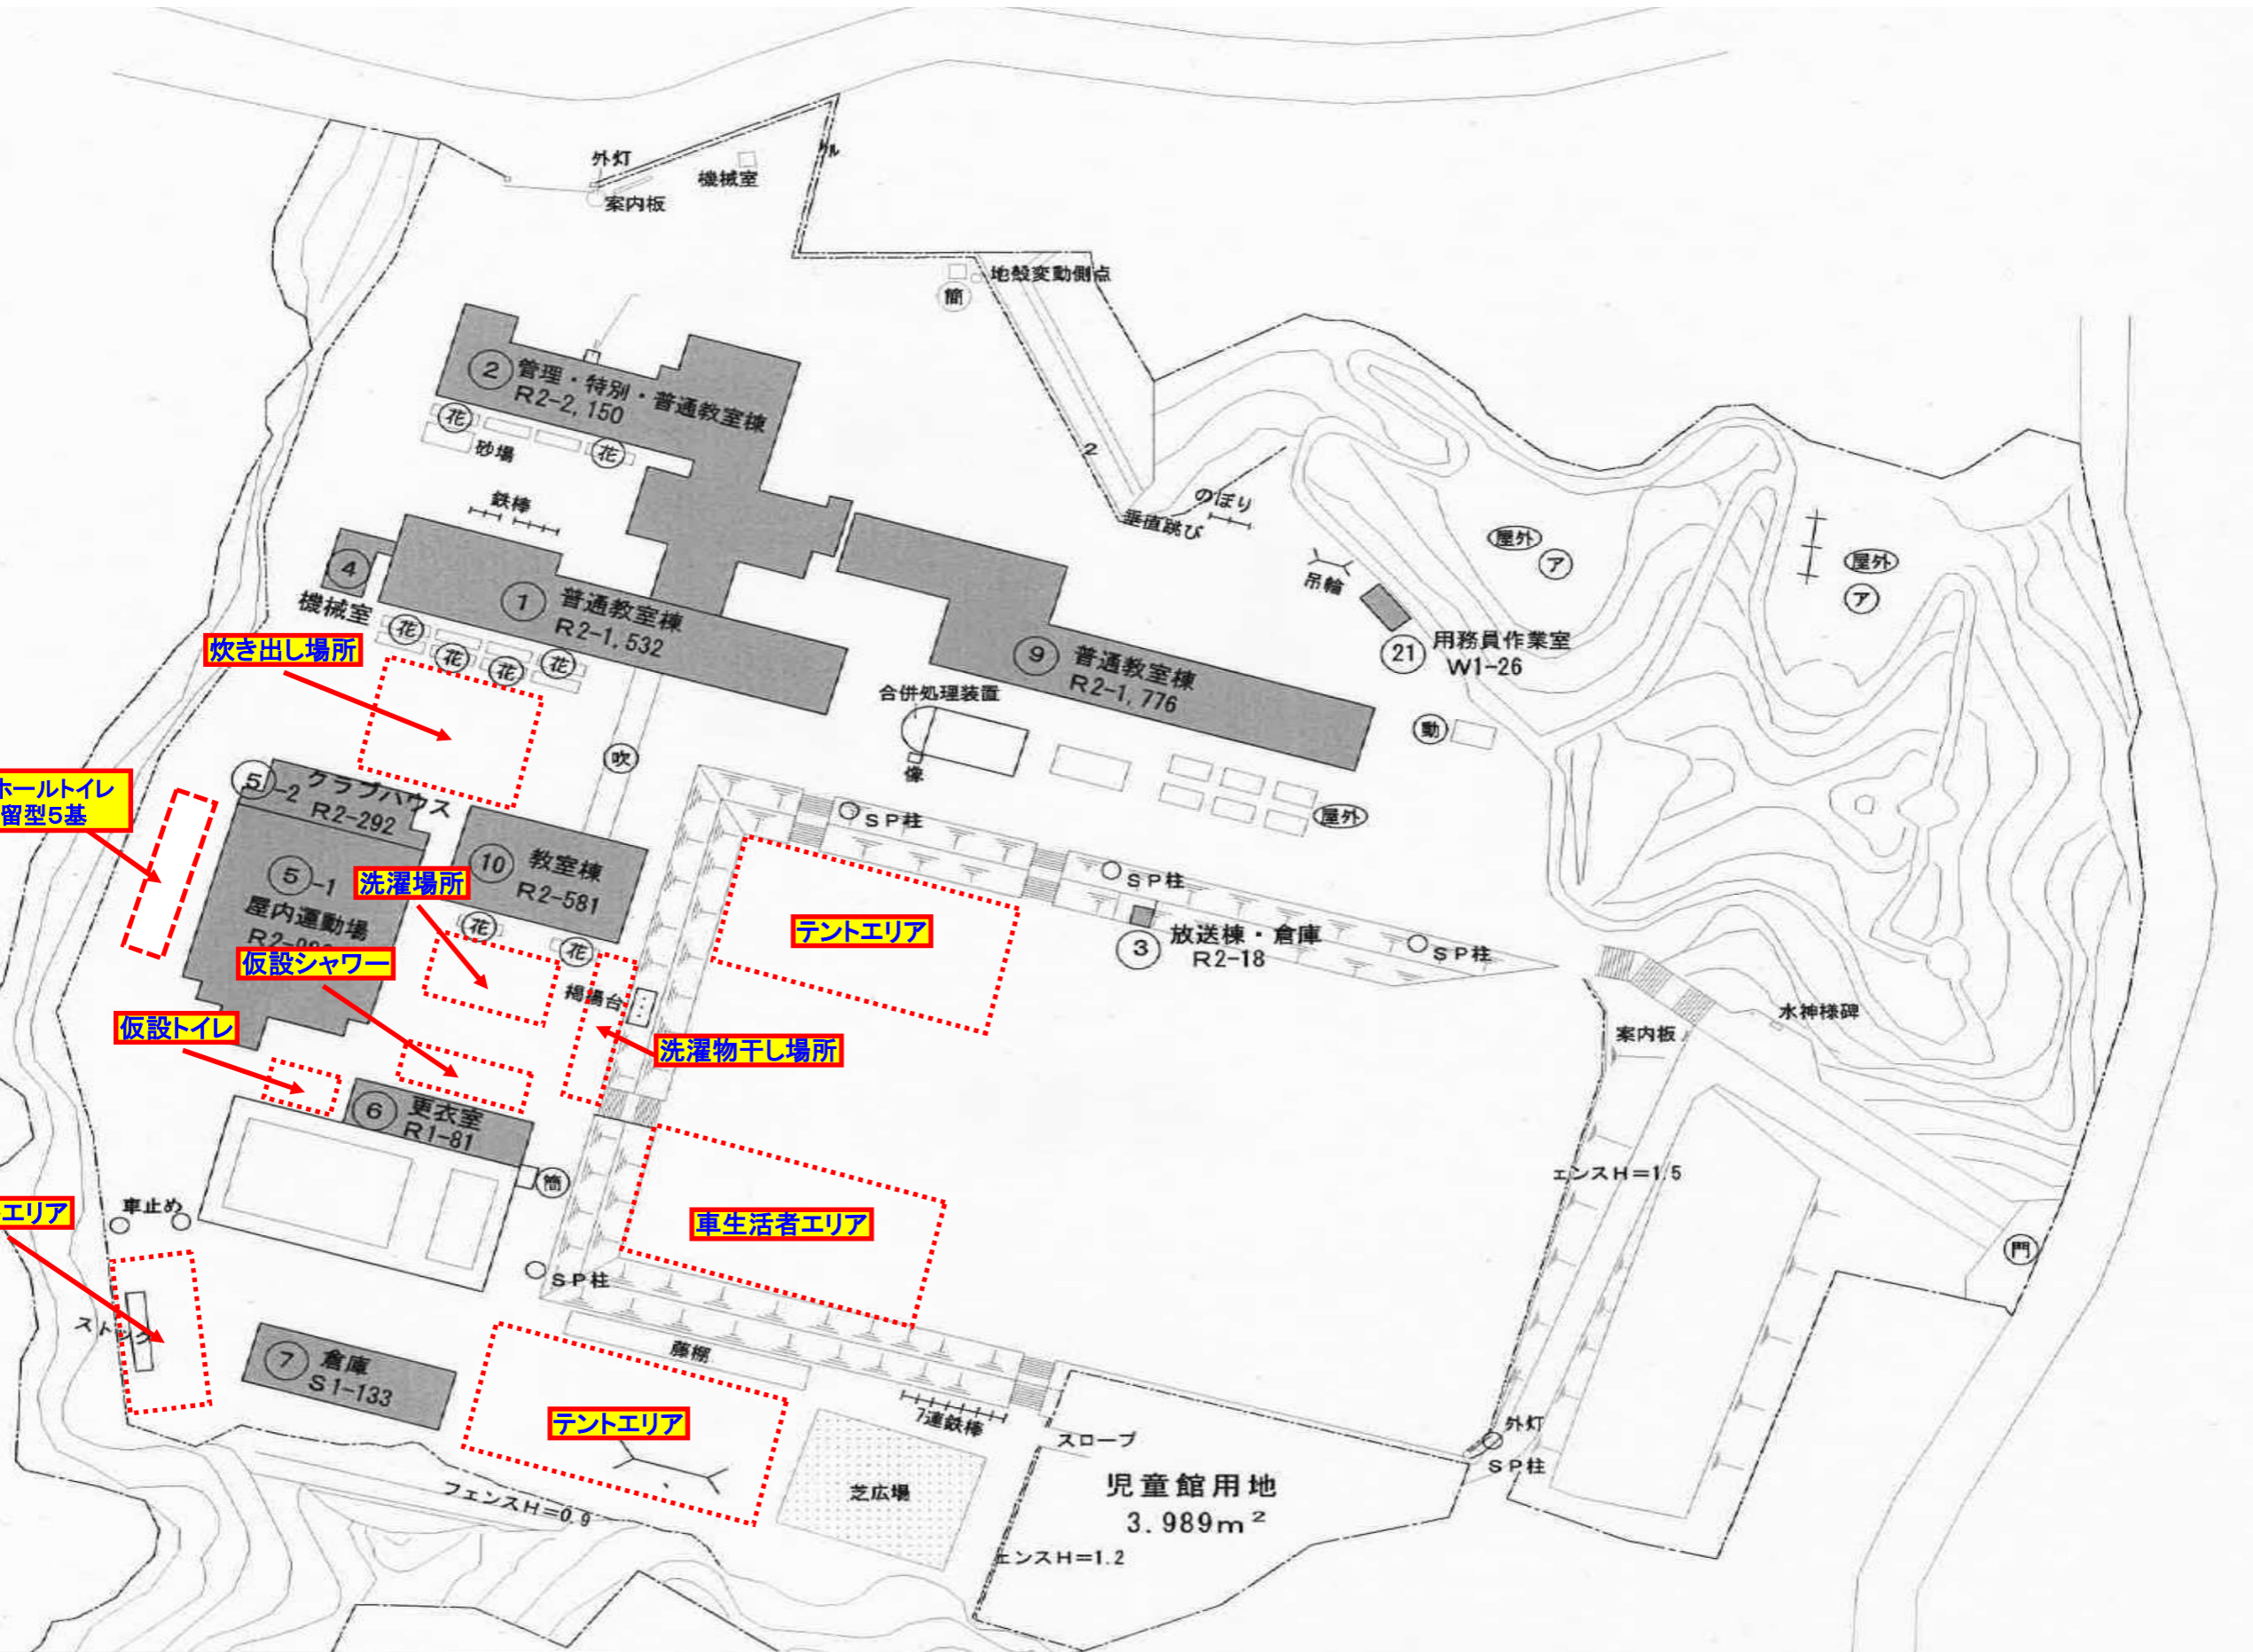 外灯
機械室
案内板
地殻変動側点
簡
② 管理・特別・普通教室棟
R2-2,150
花
花
砂場
2
鉄棒
のぼり
垂直跳び
屋外
ア
屋外
ア
吊輪
④
機械室
① 普通教室棟
R2-1,532
花
花
花
花
炊き出し場所
⑨ 普通教室棟
R2-1,776
21 用務員作業室
W1-26
合併処理装置
像
動
吹
屋外
ホールトイレ
留型5基
⑤-2 クラブハウス
R2-292
SP柱
⑤-1
屋内運動場
⑩ 教室棟
R2-581
洗濯場所
花
花
SP柱
テントエリア
③ 放送棟・倉庫
R2-18
SP柱
仮設シャワー
掲揚台
仮設トイレ
洗濯物干し場所
案内板
水神様碑
⑥ 更衣室
R1-81
簡
ェンスH=1.5
車止め
エリア
車生活者エリア
門
SP柱
ストック
藤棚
⑦ 倉庫
S1-133
テントエリア
7連鉄棒
スロープ
外灯
SP柱
芝広場
児童館用地
3.989m²
フェンスH=0.9
ェンスH=1.2